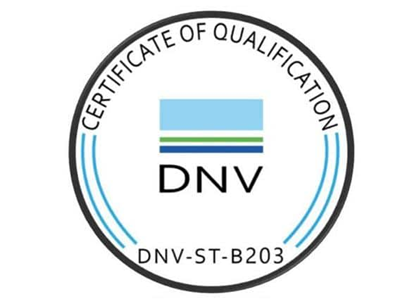 CERTIFICATE OF QUALIFICATION
DNV
DNV-ST-B203